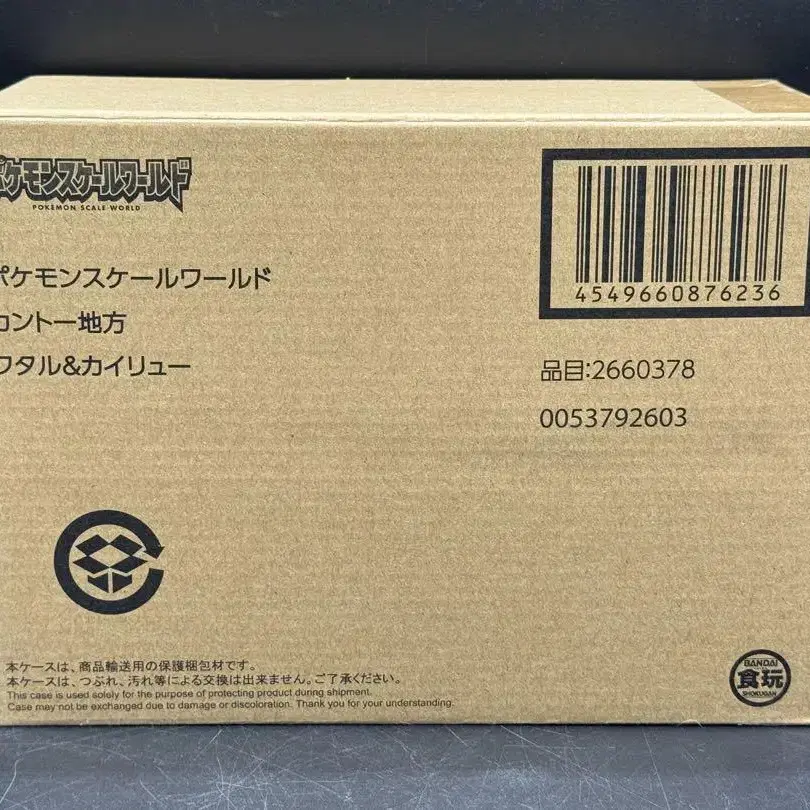 ポケモンスケールワールド
POKÉMON SCALE WORLD
ポケモンスケールワールド
カントー地方
ワタル&カイリュー
4549660876236
品目:2660378
0053792603
本ケースは、商品輸送用の保護梱包材です。
本ケースは、つぶれ、汚れ等による交換は出来ません。ご了承ください。
This case is used solely for the purpose of protecting product during shipment.
Case may not be exchanged due to damage or discoloration. Thank you for your understanding.
BANDAI
食玩
SHOKUGAN